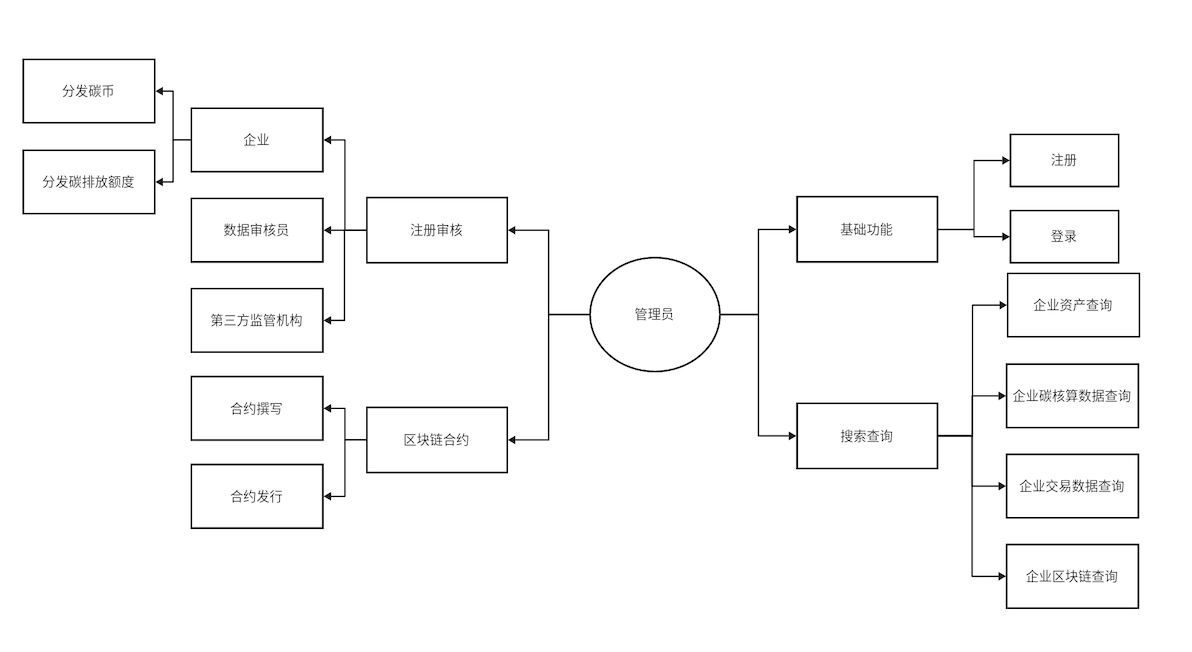 分发碳币
分发碳排放额度
企业
数据审核员
第三方监管机构
注册审核
合约撰写
合约发行
区块链合约
管理员
基础功能
注册
登录
搜索查询
企业资产查询
企业碳核算数据查询
企业交易数据查询
企业区块链查询